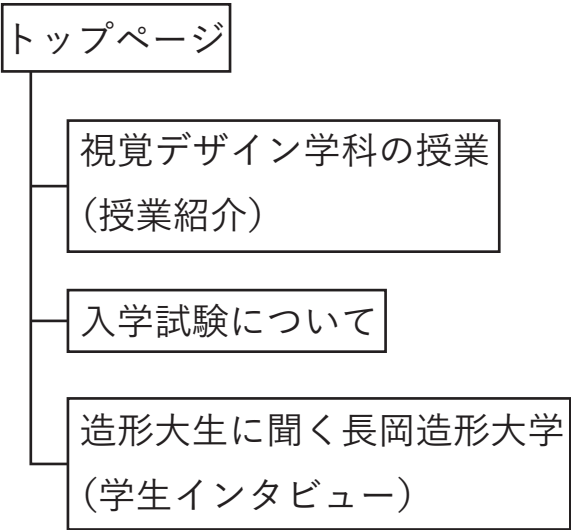 トップページ
視覚デザイン学科の授業
(授業紹介)
入学試験について
造形大生に聞く長岡造形大学
(学生インタビュー)